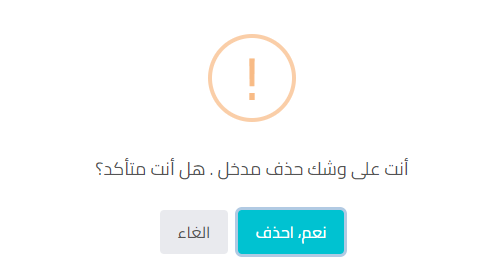 !
أنت على وشك حذف مدخل . هل أنت متأكد؟
نعم، احذف
الغاء